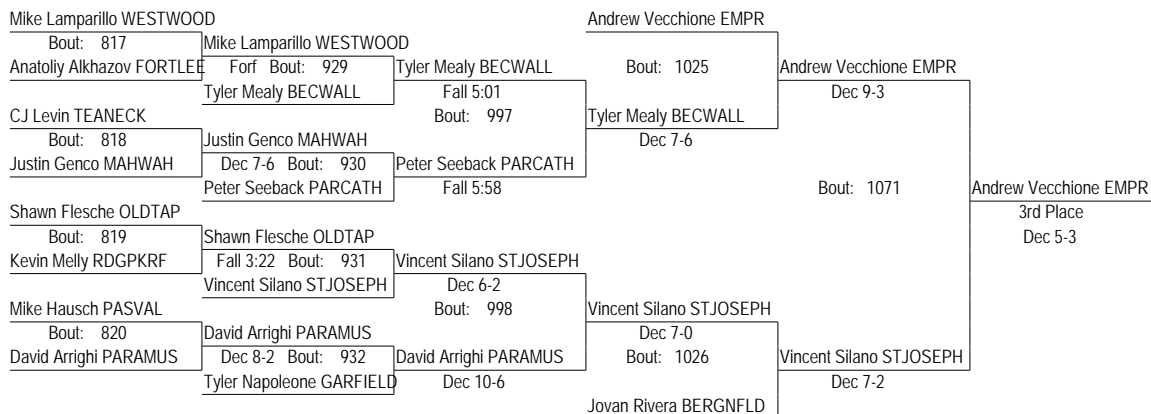 Mike Lamparillo WESTWOOD
Andrew Vecchione EMPR
Bout: 817
Mike Lamparillo WESTWOOD
Anatoliy Alkhazov FORTLEE
Forf Bout: 929
Tyler Mealy BECWALL
Bout: 1025
Andrew Vecchione EMPR
Tyler Mealy BECWALL
Fall 5:01
Dec 9-3
CJ Levin TEANECK
Bout: 997
Tyler Mealy BECWALL
Bout: 818
Justin Genco MAHWAH
Dec 7-6
Justin Genco MAHWAH
Dec 7-6 Bout: 930
Peter Seeback PARCATH
Peter Seeback PARCATH
Fall 5:58
Bout: 1071
Andrew Vecchione EMPR
Shawn Flesche OLDTAP
3rd Place
Bout: 819
Shawn Flesche OLDTAP
Dec 5-3
Kevin Melly RDGPKRF
Fall 3:22 Bout: 931
Vincent Silano STJOSEPH
Vincent Silano STJOSEPH
Dec 6-2
Mike Hausch PASVAL
Bout: 998
Vincent Silano STJOSEPH
Bout: 820
David Arrighi PARAMUS
Dec 7-0
David Arrighi PARAMUS
Dec 8-2 Bout: 932
David Arrighi PARAMUS
Bout: 1026
Vincent Silano STJOSEPH
Tyler Napoleone GARFIELD
Dec 10-6
Dec 7-2
Jovan Rivera BERGNFLD